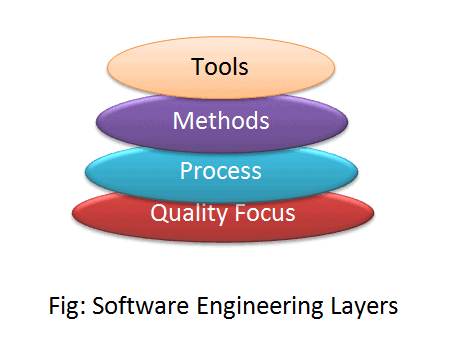 Tools
Methods
Process
Quality Focus
Fig: Software Engineering Layers